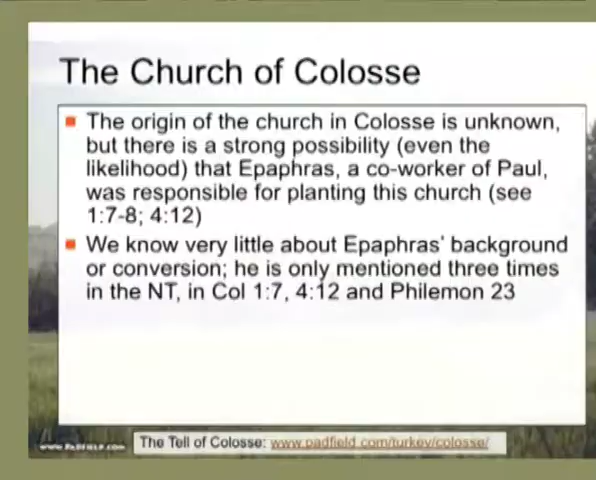 The Church of Colosse
The origin of the church in Colosse is unknown,
but there is a strong possibility (even the
likelihood) that Epaphras, a co-worker of Paul,
was responsible for planting this church (see
1:7-8; 4:12)
We know very little about Epaphras' background
or conversion; he is only mentioned three times
in the NT, in Col 1:7, 4:12 and Philemon 23
www.PADFIELD.com
The Tell of Colosse: www.padfield.com/turkey/colosse/